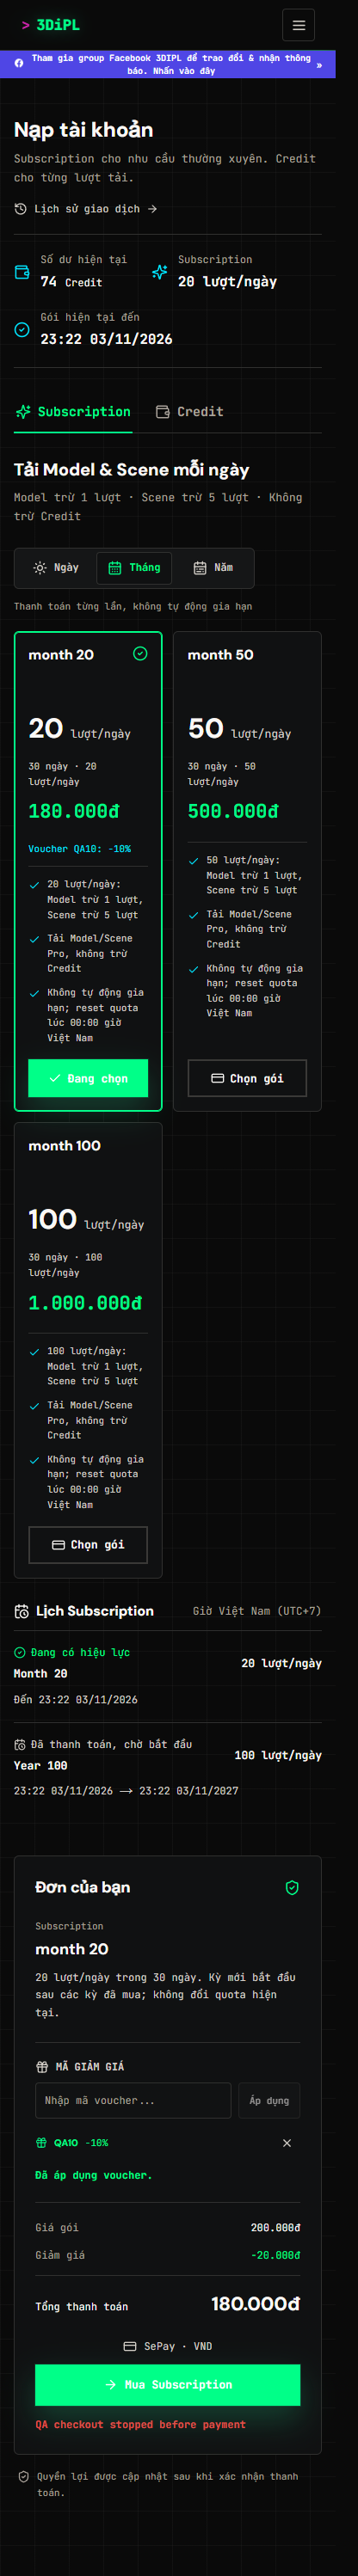 > 3DiPL
Tham gia group Facebook 3DIPL để trao đổi & nhận thông
báo. Nhấn vào đây
»
Nạp tài khoản
Subscription cho nhu cầu thường xuyên. Credit
cho từng lượt tải.
Lịch sử giao dịch →
Số dư hiện tại
74 Credit
Subscription
20 lượt/ngày
Gói hiện tại đến
23:22 03/11/2026
Subscription
Credit
Tải Model & Scene mỗi ngày
Model trừ 1 lượt · Scene trừ 5 lượt · Không
trừ Credit
Ngày
Tháng
Năm
Thanh toán từng lần, không tự động gia hạn
month 20
20 lượt/ngày
30 ngày · 20
lượt/ngày
180.000đ
Voucher QA10: -10%
20 lượt/ngày:
Model trừ 1 lượt,
Scene trừ 5 lượt
Tải Model/Scene
Pro, không trừ
Credit
Không tự động gia
hạn; reset quota
lúc 00:00 giờ
Việt Nam
Đang chọn
month 50
50 lượt/ngày
30 ngày · 50
lượt/ngày
500.000đ
50 lượt/ngày:
Model trừ 1 lượt,
Scene trừ 5 lượt
Tải Model/Scene
Pro, không trừ
Credit
Không tự động gia
hạn; reset quota
lúc 00:00 giờ
Việt Nam
Chọn gói
month 100
100 lượt/ngày
30 ngày · 100
lượt/ngày
1.000.000đ
100 lượt/ngày:
Model trừ 1 lượt,
Scene trừ 5 lượt
Tải Model/Scene
Pro, không trừ
Credit
Không tự động gia
hạn; reset quota
lúc 00:00 giờ
Việt Nam
Chọn gói
Lịch Subscription
Giờ Việt Nam (UTC+7)
Đang có hiệu lực
Month 20
20 lượt/ngày
Đến 23:22 03/11/2026
Đã thanh toán, chờ bắt đầu
Year 100
100 lượt/ngày
23:22 03/11/2026 → 23:22 03/11/2027
Đơn của bạn
Subscription
month 20
20 lượt/ngày trong 30 ngày. Kỳ mới bắt đầu
sau các kỳ đã mua; không đổi quota hiện
tại.
MÃ GIẢM GIÁ
Nhập mã voucher...
Áp dụng
QA10 -10%
Đã áp dụng voucher.
Giá gói
200.000đ
Giảm giá
-20.000đ
Tổng thanh toán
180.000đ
SePay · VND
→ Mua Subscription
QA checkout stopped before payment
Quyền lợi được cập nhật sau khi xác nhận thanh
toán.